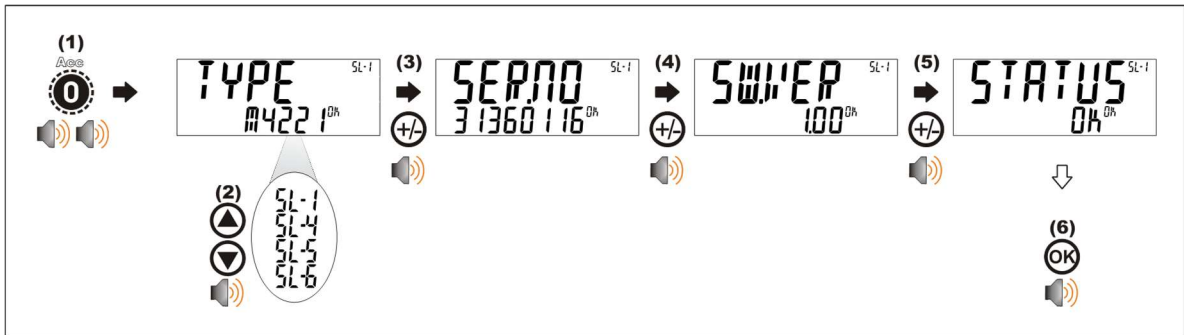 (1)
Acc
0
TYPE
SL-1
M4221
Ok
(2)
SL-1
SL-4
SL-5
SL-6
(3)
+/-
SER.NO
SL-1
31360116
Ok
(4)
+/-
SW.VER
SL-1
1.00
Ok
(5)
+/-
STATUS
SL-1
Ok
Ok
(6)
OK